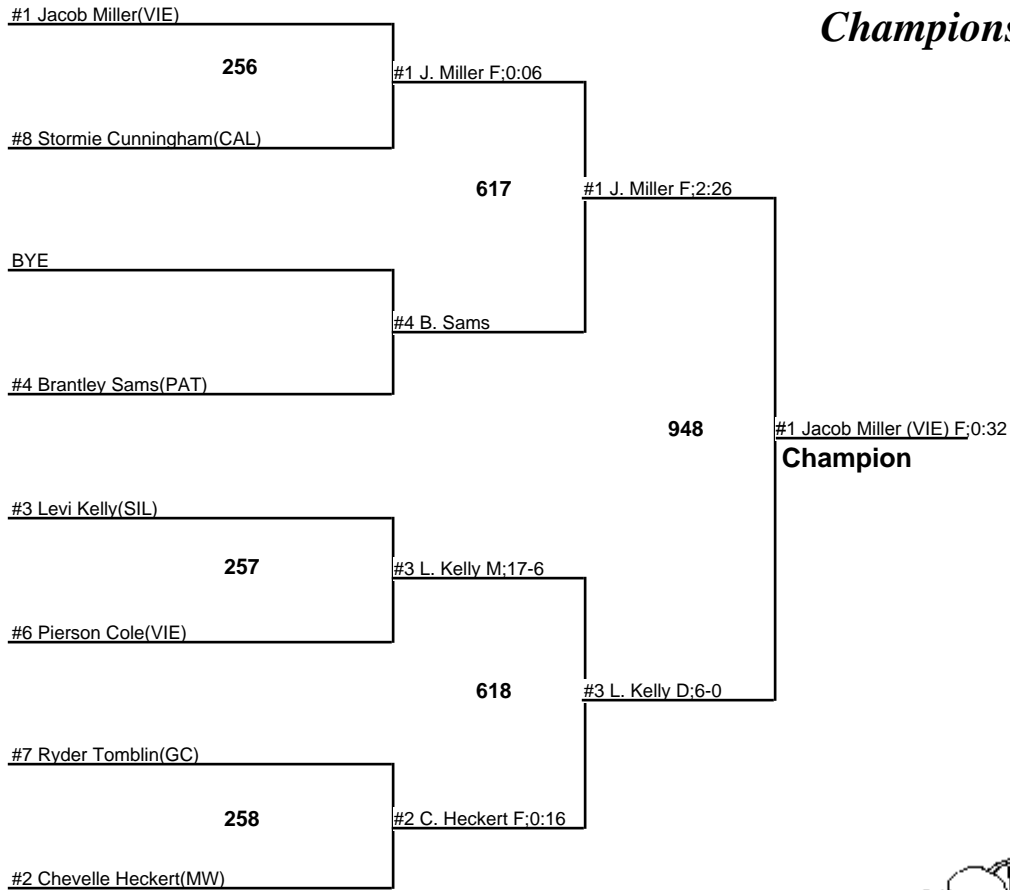 #1 Jacob Miller(VIE)
Champions
256
#1 J. Miller F;0:06
#8 Stormie Cunningham(CAL)
617
#1 J. Miller F;2:26
BYE
#4 B. Sams
#4 Brantley Sams(PAT)
948
#1 Jacob Miller (VIE) F;0:32
Champion
#3 Levi Kelly(SIL)
257
#3 L. Kelly M;17-6
#6 Pierson Cole(VIE)
618
#3 L. Kelly D;6-0
#7 Ryder Tomblin(GC)
258
#2 C. Heckert F;0:16
#2 Chevelle Heckert(MW)